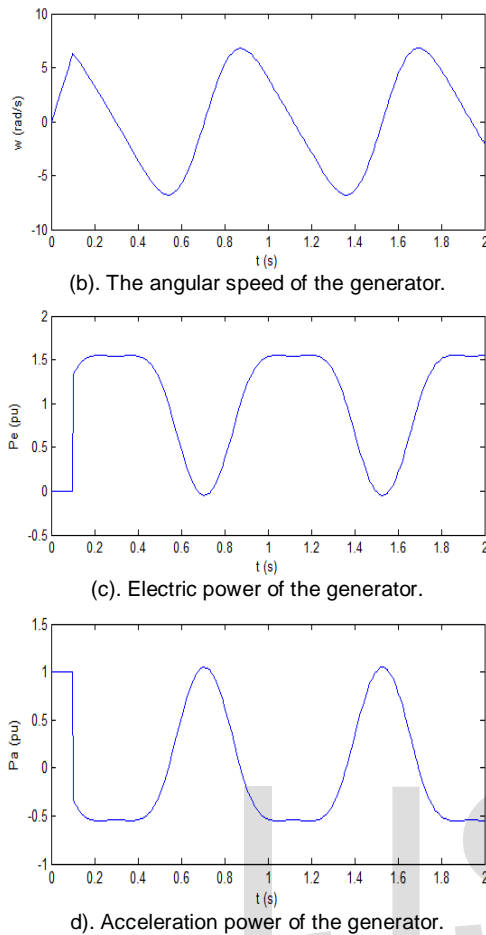 10
5
0
-5
-10
w (rad/s)
0 0.2 0.4 0.6 0.8 1 1.2 1.4 1.6 1.8 2
t (s)
(b). The angular speed of the generator.
2
1.5
1
0.5
0
-0.5
Pe (pu)
0 0.2 0.4 0.6 0.8 1 1.2 1.4 1.6 1.8 2
t (s)
(c). Electric power of the generator.
1.5
1
0.5
0
-0.5
-1
Pa (pu)
0 0.2 0.4 0.6 0.8 1 1.2 1.4 1.6 1.8 2
t (s)
d). Acceleration power of the generator.